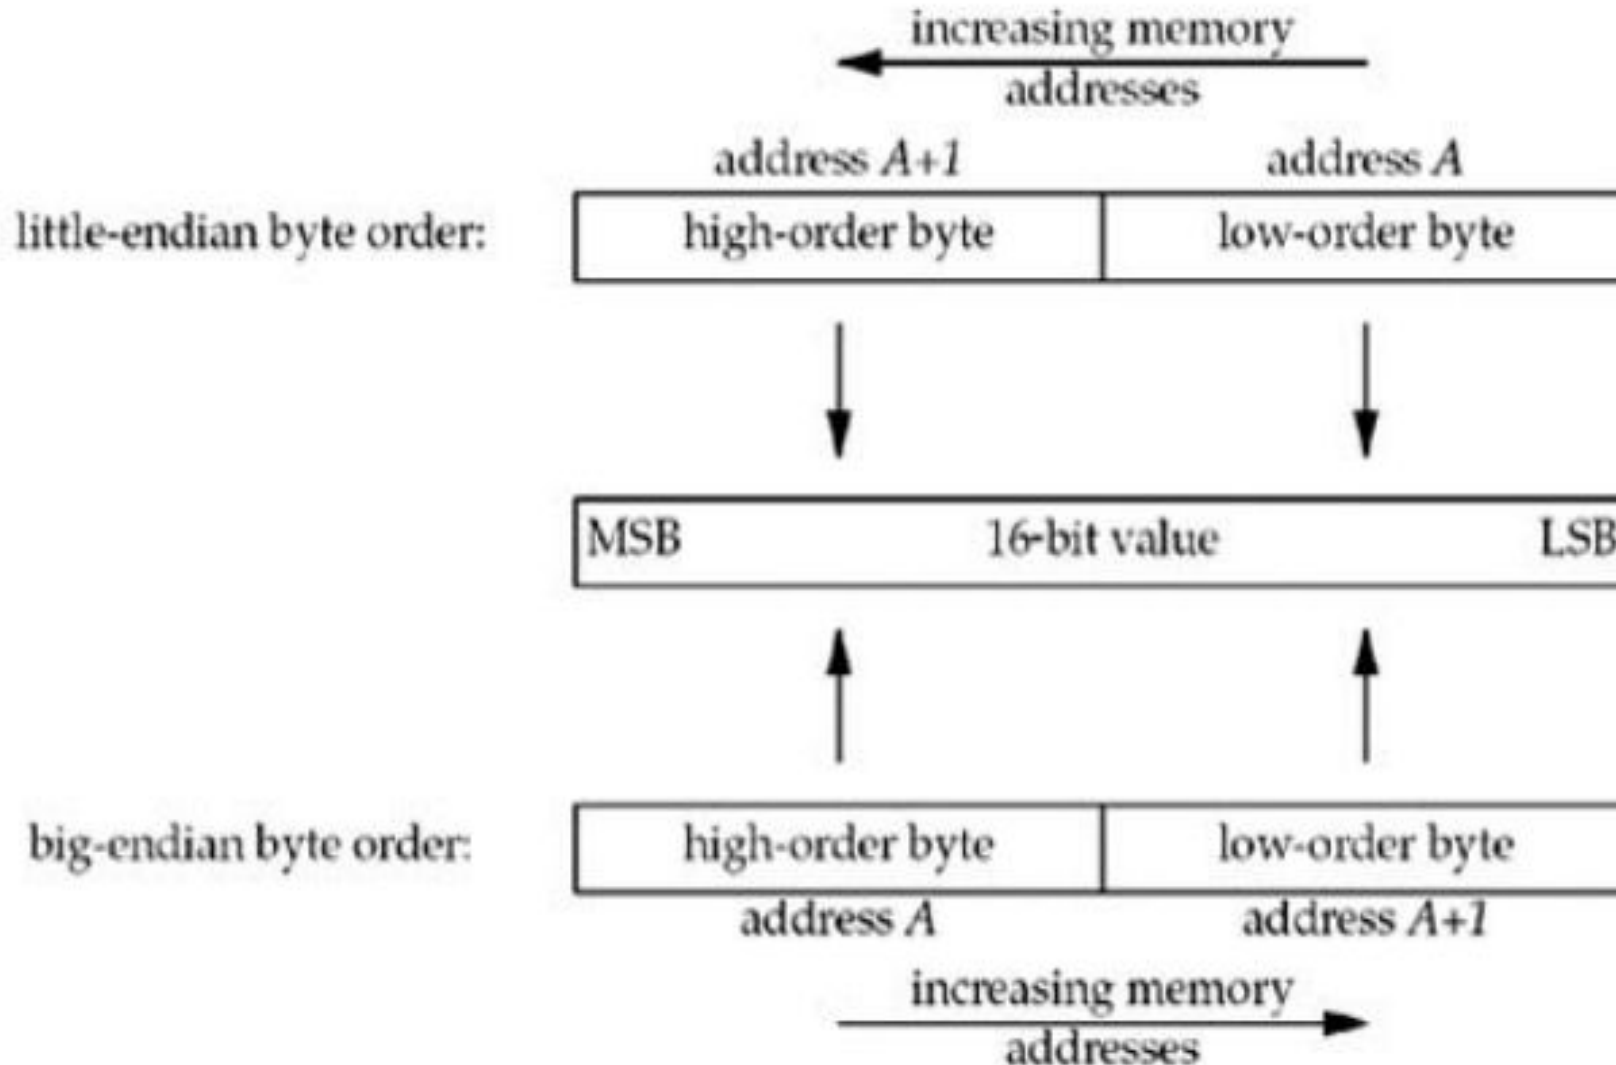 increasing memory
addresses
address A+1 address A
little-endian byte order: high-order byte low-order byte
MSB 16-bit value LSB
big-endian byte order: high-order byte low-order byte
address A address A+1
increasing memory
addresses